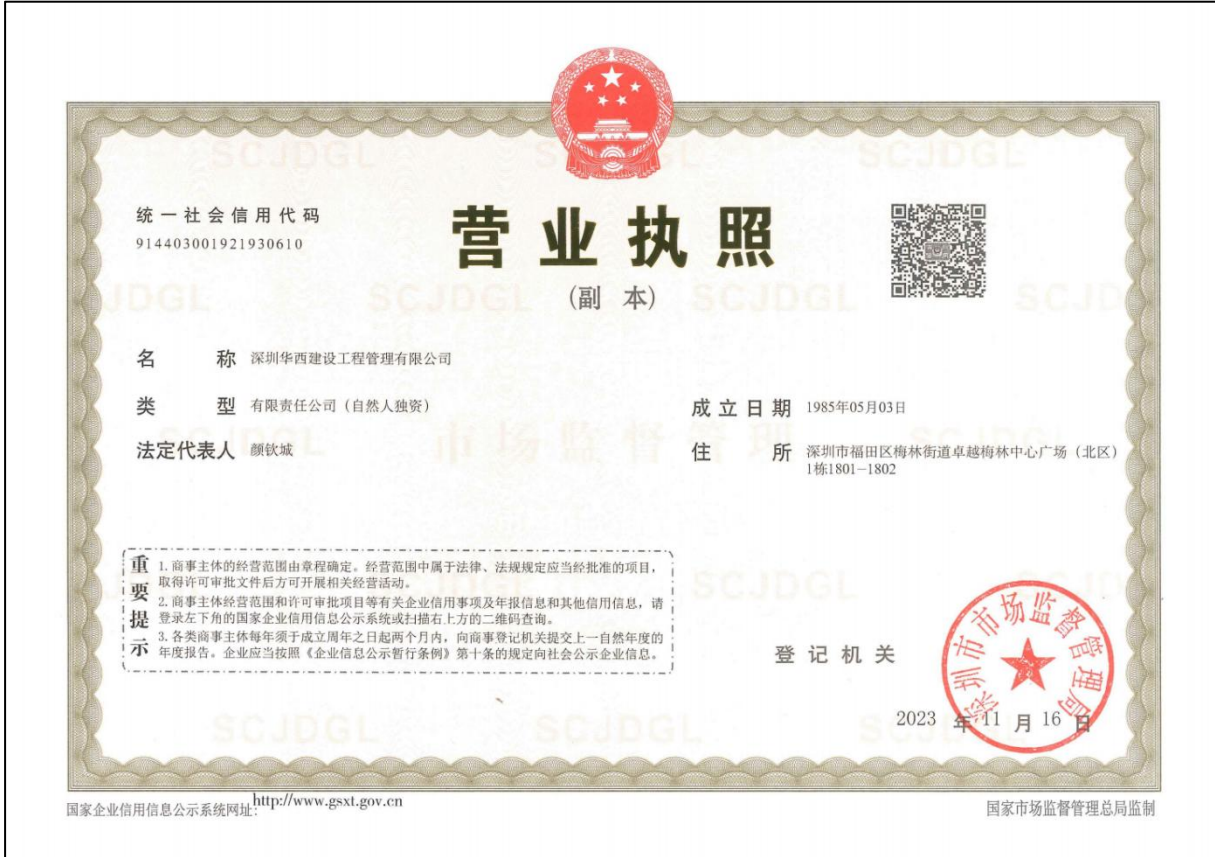 统一社会信用代码
914403001921930610
营业执照
(副 本)
名 称 深圳华西建设工程管理有限公司
类 型 有限责任公司（自然人独资）
成立日期 1985年05月03日
法定代表人 颜钦城
住 所 深圳市福田区梅林街道卓越梅林中心广场（北区）
1栋1801-1802
重要提示
1. 商事主体的经营范围由章程确定。经营范围中属于法律、法规规定应当经批准的项目，
取得许可审批文件后方可开展相关经营活动。
2. 商事主体经营范围和许可审批项目等有关企业信用事项及年报信息和其他信用信息，请
登录左下角的国家企业信用信息公示系统或扫描右上方的二维码查询。
3. 各类商事主体每年须于成立周年之日起两个月内，向商事登记机关提交上一自然年度的
年度报告。企业应当按照《企业信息公示暂行条例》第十条的规定向社会公示企业信息。
登记机关
深圳市市场监督管理局
2023 年 11 月 16 日
国家企业信用信息公示系统网址：http://www.gsxt.gov.cn
国家市场监督管理总局监制
SCJDGL
市场监督管理